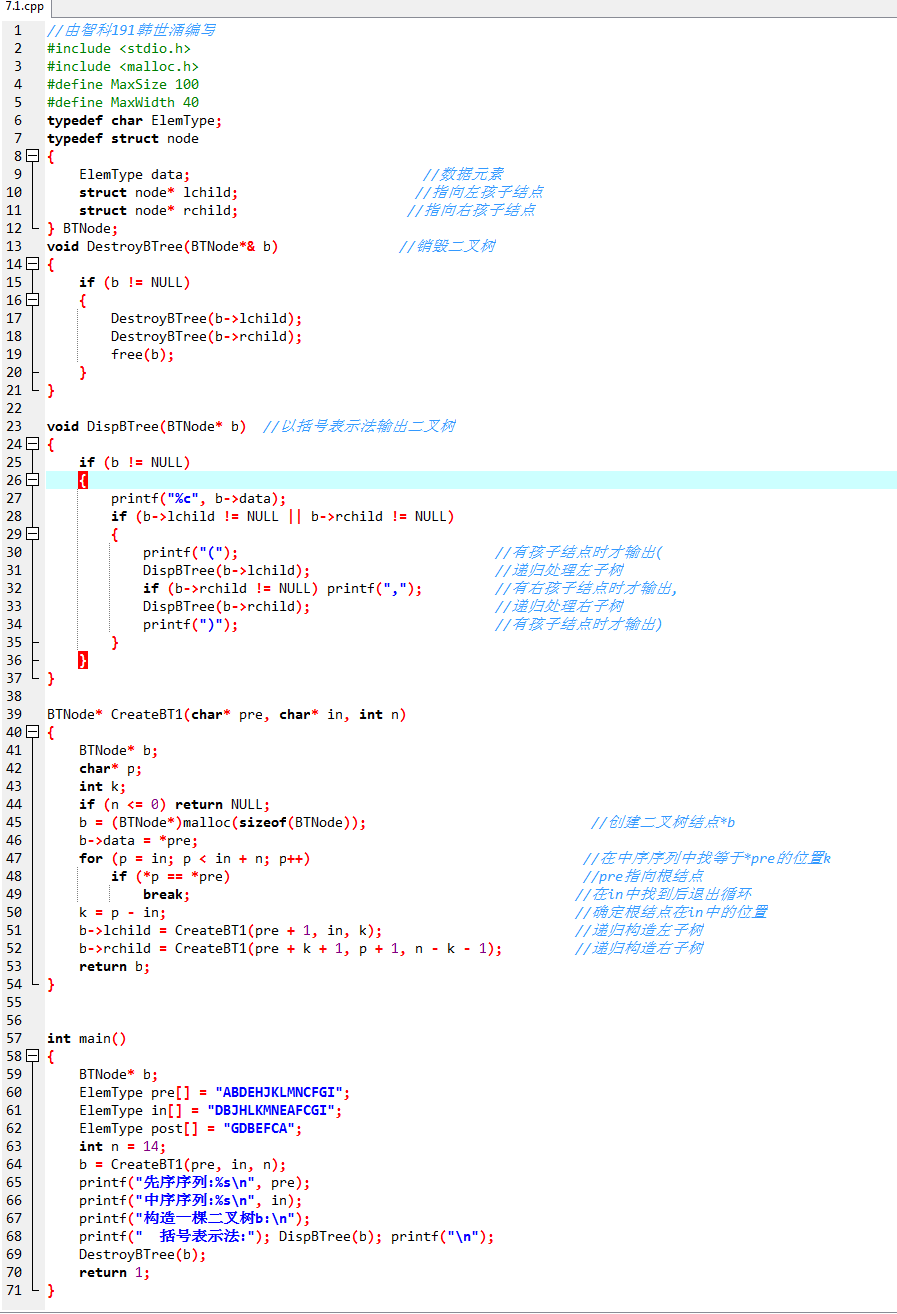 7.1.cpp
1 //由智科191韩世涌编写
2 #include <stdio.h>
3 #include <malloc.h>
4 #define MaxSize 100
5 #define MaxWidth 40
6 typedef char ElemType;
7 typedef struct node
8 {
9     ElemType data;                             //数据元素
10     struct node* lchild;                      //指向左孩子结点
11     struct node* rchild;                     //指向右孩子结点
12 } BTNode;
13 void DestroyBTree(BTNode*& b)               //销毁二叉树
14 {
15     if (b != NULL)
16     {
17         DestroyBTree(b->lchild);
18         DestroyBTree(b->rchild);
19         free(b);
20     }
21 }
22
23 void DispBTree(BTNode* b)  //以括号表示法输出二叉树
24 {
25     if (b != NULL)
26     {
27         printf("%c", b->data);
28         if (b->lchild != NULL || b->rchild != NULL)
29         {
30             printf("(");                                //有孩子结点时才输出(
31             DispBTree(b->lchild);                       //递归处理左子树
32             if (b->rchild != NULL) printf(",");         //有右孩子结点时才输出,
33             DispBTree(b->rchild);                       //递归处理右子树
34             printf(")");                                //有孩子结点时才输出)
35         }
36     }
37 }
38
39 BTNode* CreateBT1(char* pre, char* in, int n)
40 {
41     BTNode* b;
42     char* p;
43     int k;
44     if (n <= 0) return NULL;
45     b = (BTNode*)malloc(sizeof(BTNode));                            //创建二叉树结点*b
46     b->data = *pre;
47     for (p = in; p < in + n; p++)                                  //在中序序列中找等于*pre的位置k
48         if (*p == *pre)                                            //pre指向根结点
49             break;                                                //在in中找到后退出循环
50     k = p - in;                                                   //确定根结点在in中的位置
51     b->lchild = CreateBT1(pre + 1, in, k);                        //递归构造左子树
52     b->rchild = CreateBT1(pre + k + 1, p + 1, n - k - 1);         //递归构造右子树
53     return b;
54 }
55
56
57 int main()
58 {
59     BTNode* b;
60     ElemType pre[] = "ABDEHJKLMNCFGI";
61     ElemType in[] = "DBJHLKMNEAFCGI";
62     ElemType post[] = "GDBEFCA";
63     int n = 14;
64     b = CreateBT1(pre, in, n);
65     printf("先序序列:%s\n", pre);
66     printf("中序序列:%s\n", in);
67     printf("构造一棵二叉树b:\n");
68     printf("  括号表示法:"); DispBTree(b); printf("\n");
69     DestroyBTree(b);
70     return 1;
71 }